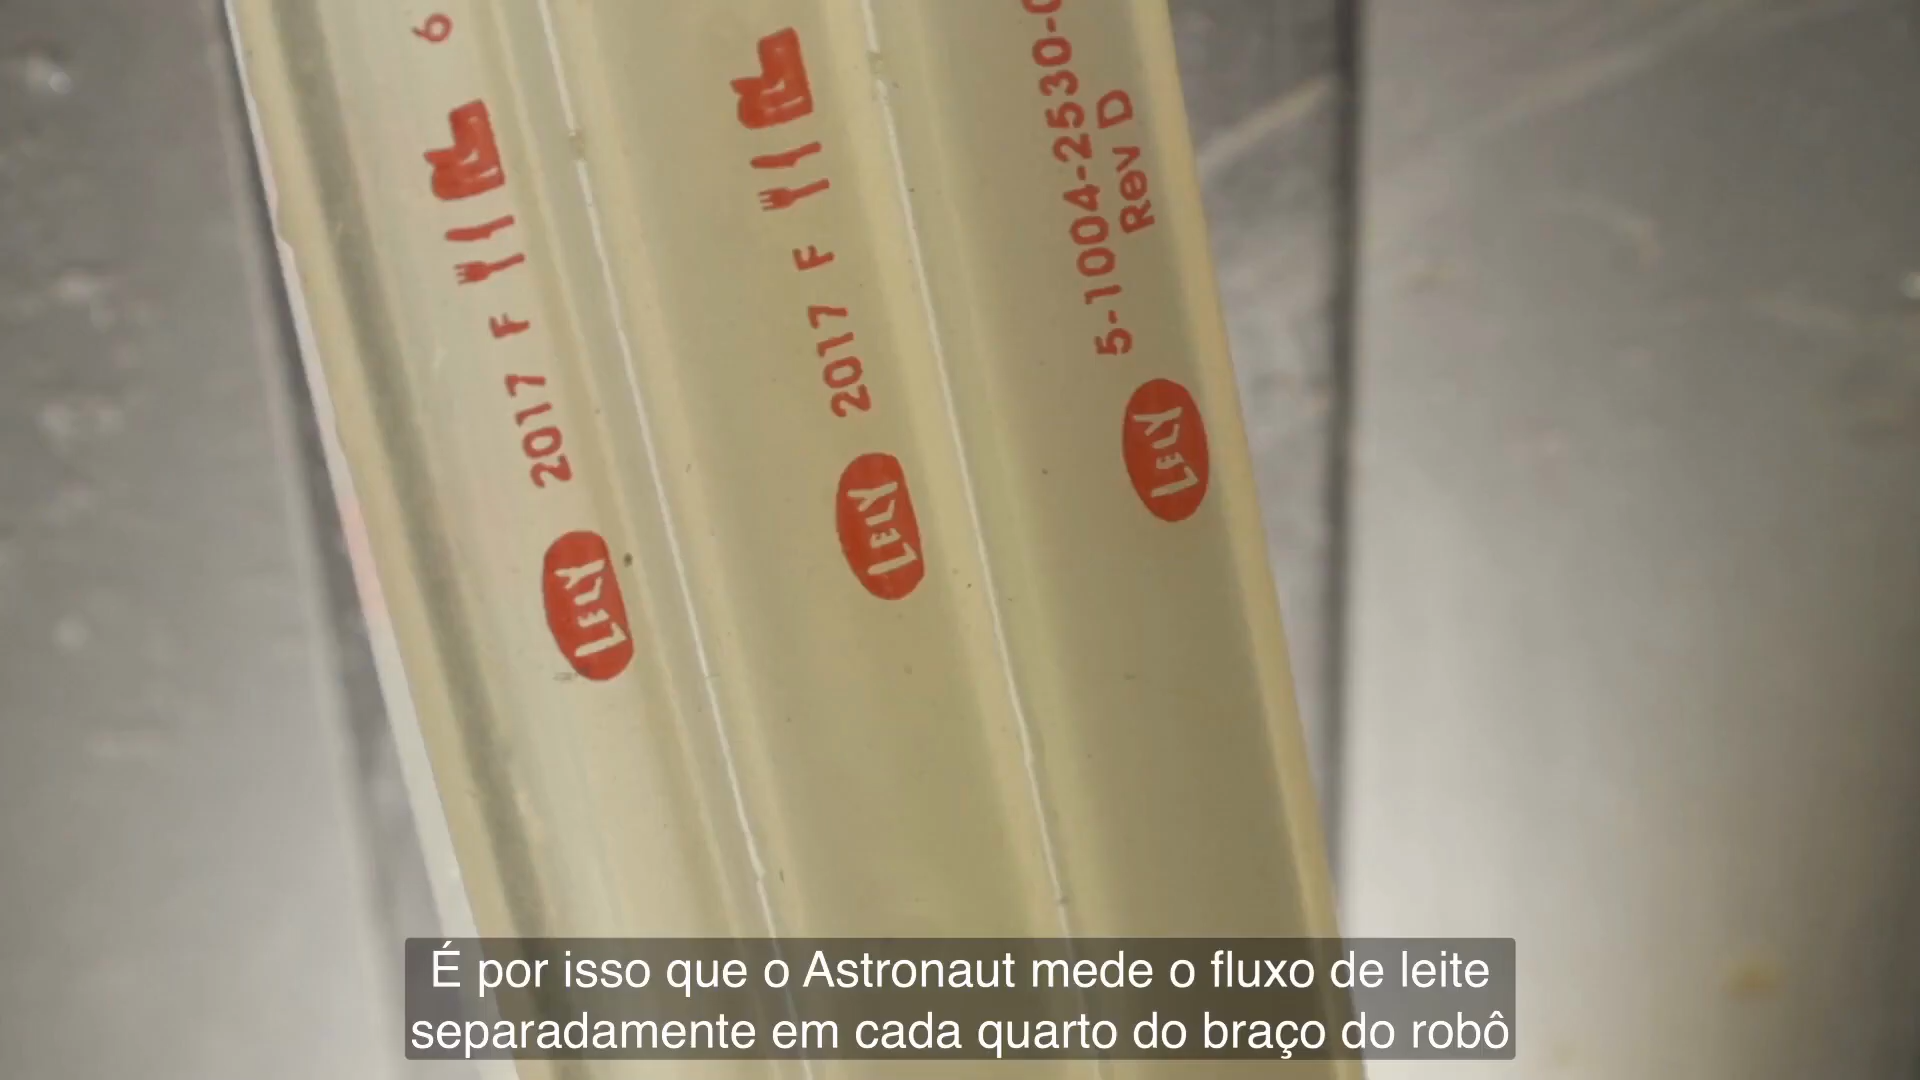 LELY 2017 F 6
LELY 2017 F
LELY 5-1004-2530-
Rev D
É por isso que o Astronaut mede o fluxo de leite
separadamente em cada quarto do braço do robô